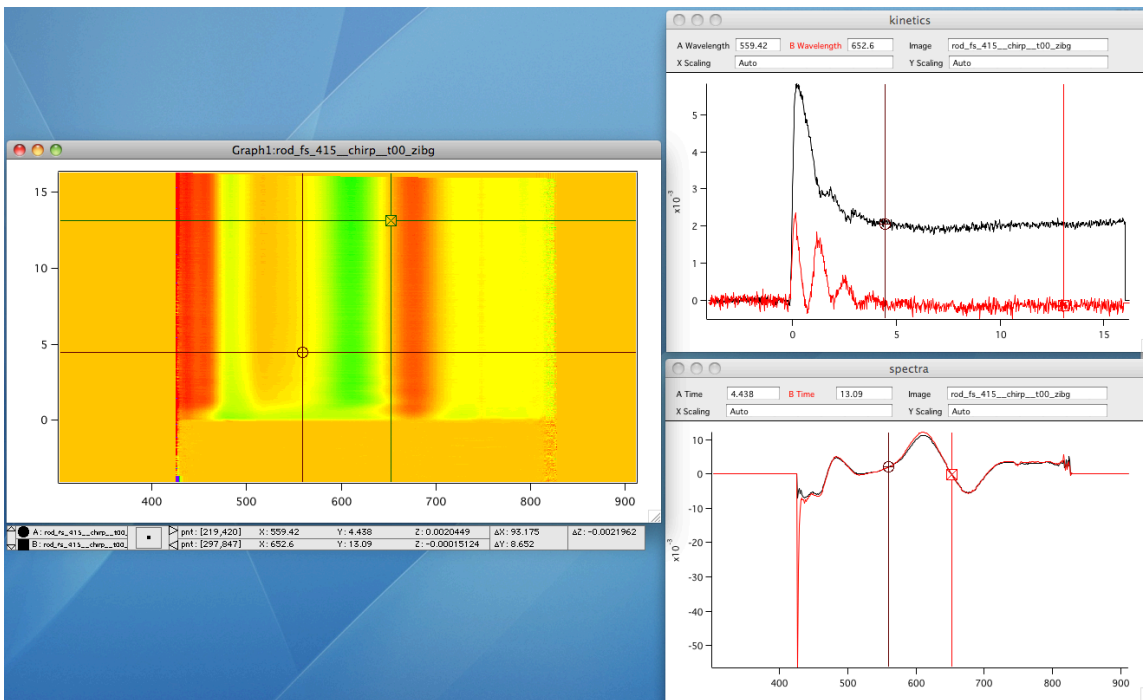 Graph1:rod_fs_415__chirp__t00_zibg
15
10
5
0
400 500 600 700 800 900
A: rod_fs_415__chirp__t00_ pnt: [219,420] X: 559.42 Y: 4.438 Z: 0.0020449 ΔX: 93.175 ΔZ: -0.0021962
B: rod_fs_415__chirp__t00_ pnt: [297,847] X: 652.6 Y: 13.09 Z: -0.00015124 ΔY: 8.652
kinetics
A Wavelength 559.42 B Wavelength 652.6 Image rod_fs_415__chirp__t00_zibg
X Scaling Auto Y Scaling Auto
5
4
3
2
1
0
x10⁻³
0 5 10 15
spectra
A Time 4.438 B Time 13.09 Image rod_fs_415__chirp__t00_zibg
X Scaling Auto Y Scaling Auto
10
0
-10
-20
-30
-40
-50
x10⁻³
400 500 600 700 800 900